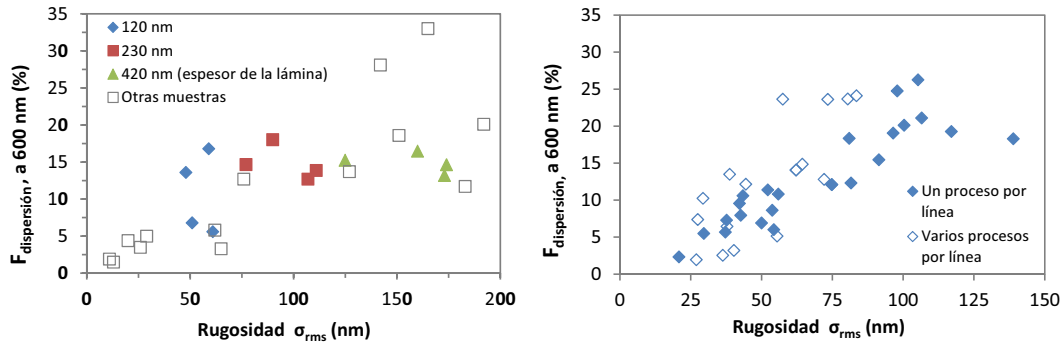 F dispersión, a 600 nm (%)
35
30
25
20
15
10
5
0
120 nm
230 nm
420 nm (espesor de la lámina)
Otras muestras
0 50 100 150 200
Rugosidad σrms (nm)
F dispersión, a 600 nm (%)
35
30
25
20
15
10
5
0
Un proceso por
línea
Varios procesos
por línea
0 25 50 75 100 125 150
Rugosidad σrms (nm)